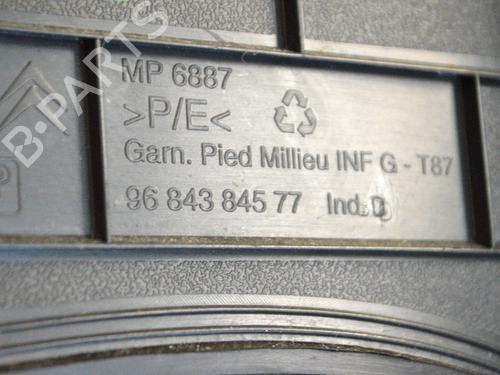 MP 6887
>P/E<
Garn. Pied Millieu INF G - T87
96 843 845 77 Ind. D
B-PARTS